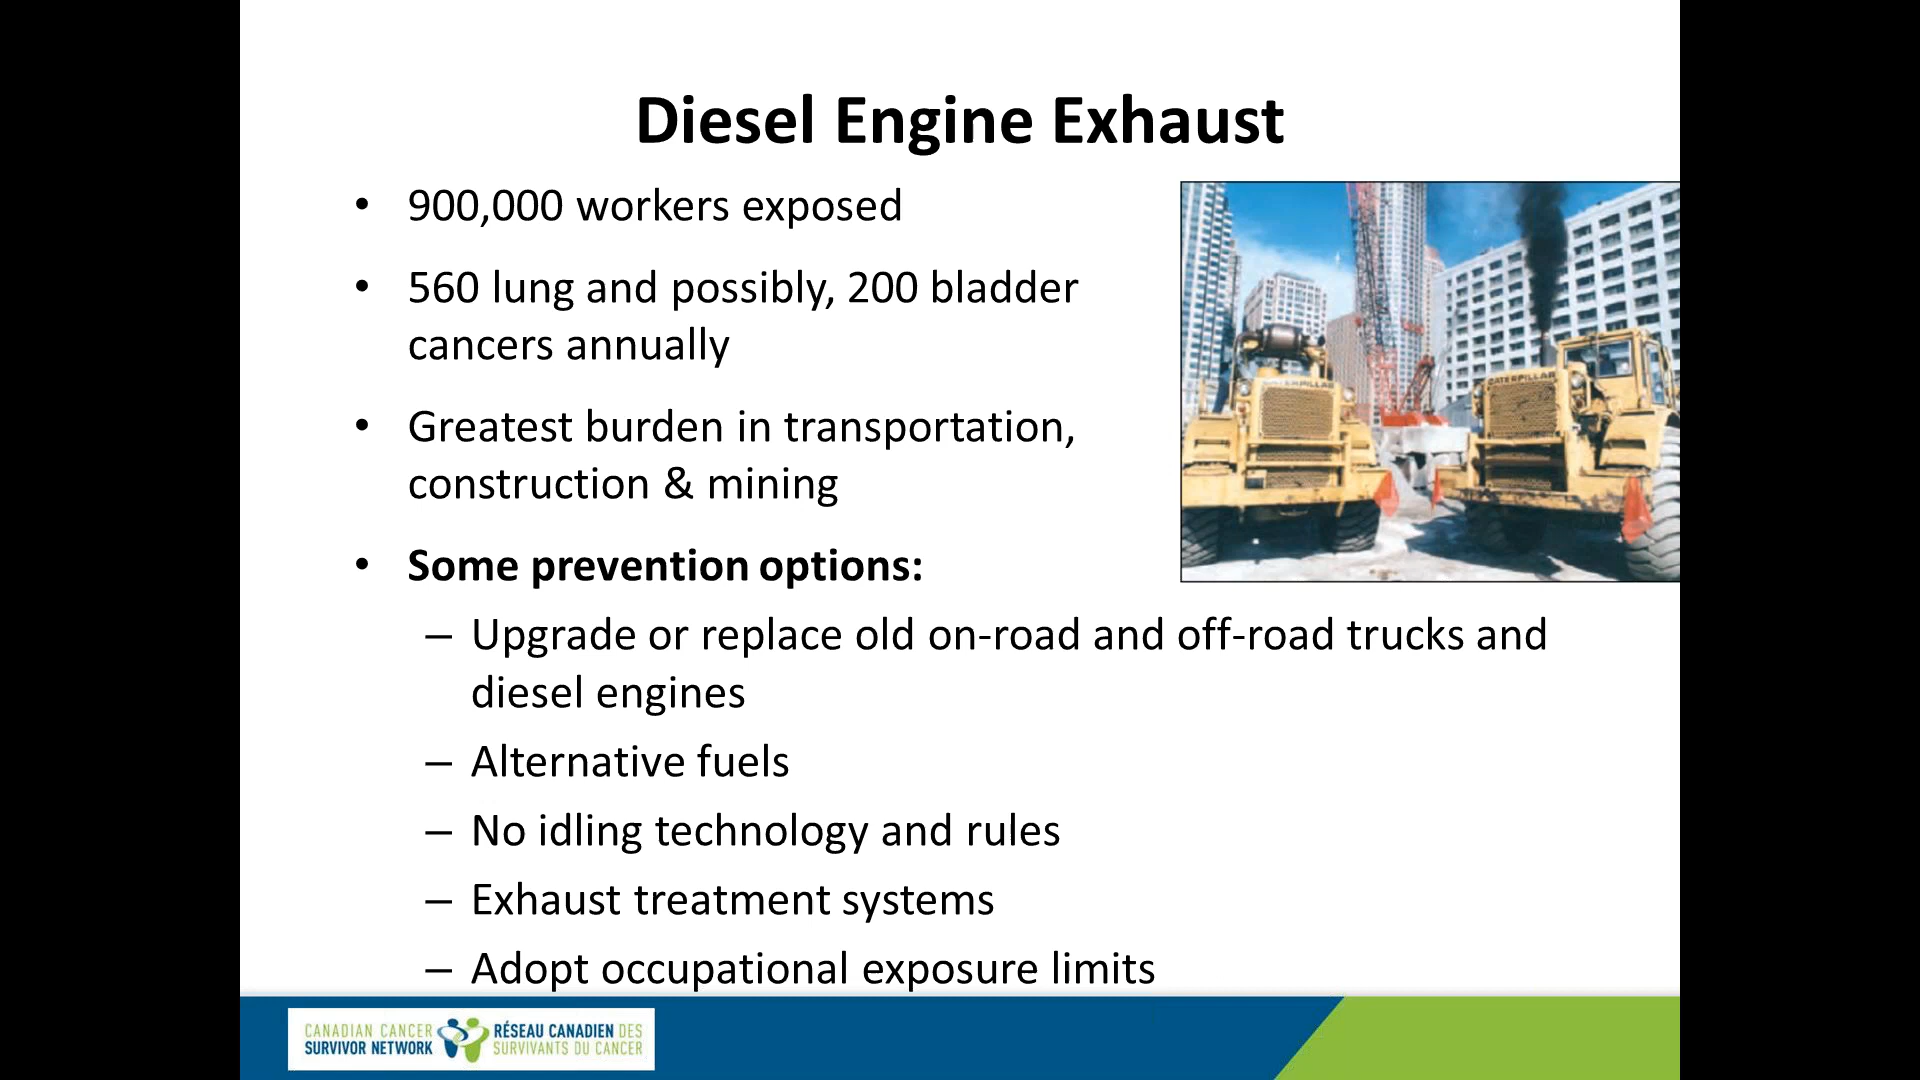 Diesel Engine Exhaust
• 900,000 workers exposed
• 560 lung and possibly, 200 bladder
cancers annually
• Greatest burden in transportation,
construction & mining
CATERPILLAR
CATERPILLAR
• Some prevention options:
– Upgrade or replace old on-road and off-road trucks and
diesel engines
– Alternative fuels
– No idling technology and rules
– Exhaust treatment systems
– Adopt occupational exposure limits
CANADIAN CANCER
SURVIVOR NETWORK
RÉSEAU CANADIEN DES
SURVIVANTS DU CANCER